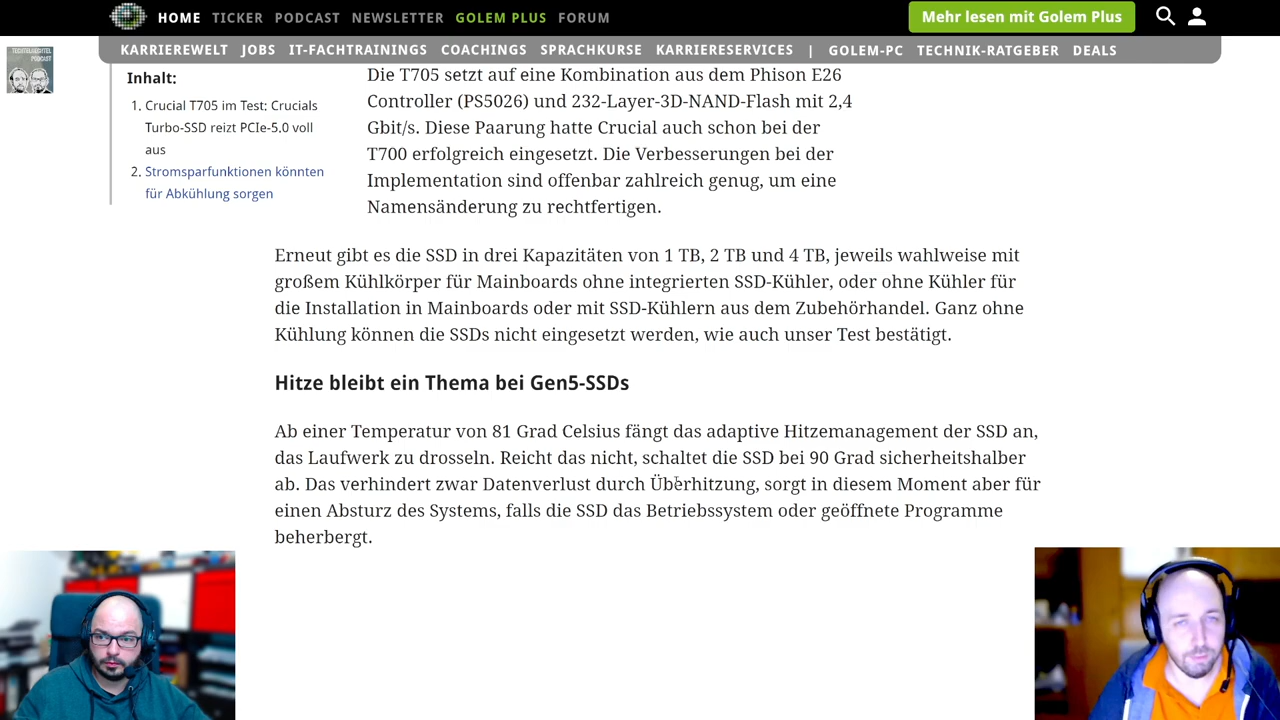 HOME TICKER PODCAST NEWSLETTER GOLEM PLUS FORUM
Mehr lesen mit Golem Plus
KARRIEREWELT JOBS IT-FACHTRAININGS COACHINGS SPRACHKURSE KARRIERESERVICES | GOLEM-PC TECHNIK-RATGEBER DEALS
TECHTELMECHTEL
PODCAST
Inhalt:
1. Crucial T705 im Test: Crucials
Turbo-SSD reizt PCIe-5.0 voll
aus
2. Stromsparfunktionen könnten
für Abkühlung sorgen
Die T705 setzt auf eine Kombination aus dem Phison E26
Controller (PS5026) und 232-Layer-3D-NAND-Flash mit 2,4
Gbit/s. Diese Paarung hatte Crucial auch schon bei der
T700 erfolgreich eingesetzt. Die Verbesserungen bei der
Implementation sind offenbar zahlreich genug, um eine
Namensänderung zu rechtfertigen.
Erneut gibt es die SSD in drei Kapazitäten von 1 TB, 2 TB und 4 TB, jeweils wahlweise mit
großem Kühlkörper für Mainboards ohne integrierten SSD-Kühler, oder ohne Kühler für
die Installation in Mainboards oder mit SSD-Kühlern aus dem Zubehörhandel. Ganz ohne
Kühlung können die SSDs nicht eingesetzt werden, wie auch unser Test bestätigt.
Hitze bleibt ein Thema bei Gen5-SSDs
Ab einer Temperatur von 81 Grad Celsius fängt das adaptive Hitzemanagement der SSD an,
das Laufwerk zu drosseln. Reicht das nicht, schaltet die SSD bei 90 Grad sicherheitshalber
ab. Das verhindert zwar Datenverlust durch Überhitzung, sorgt in diesem Moment aber für
einen Absturz des Systems, falls die SSD das Betriebssystem oder geöffnete Programme
beherbergt.